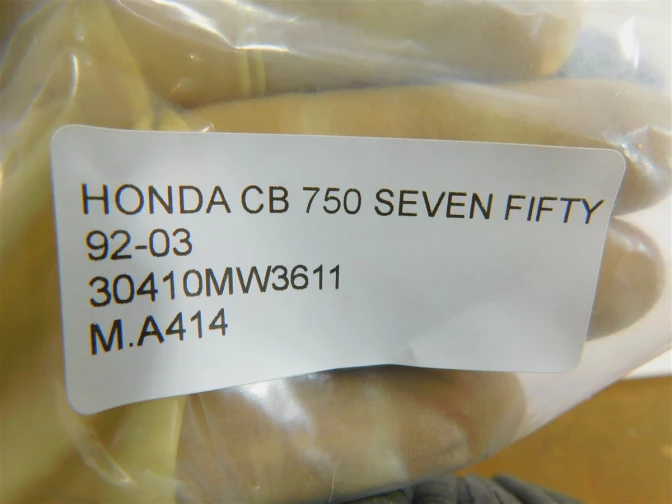 HONDA CB 750 SEVEN FIFTY
92-03
30410MW3611
M.A414